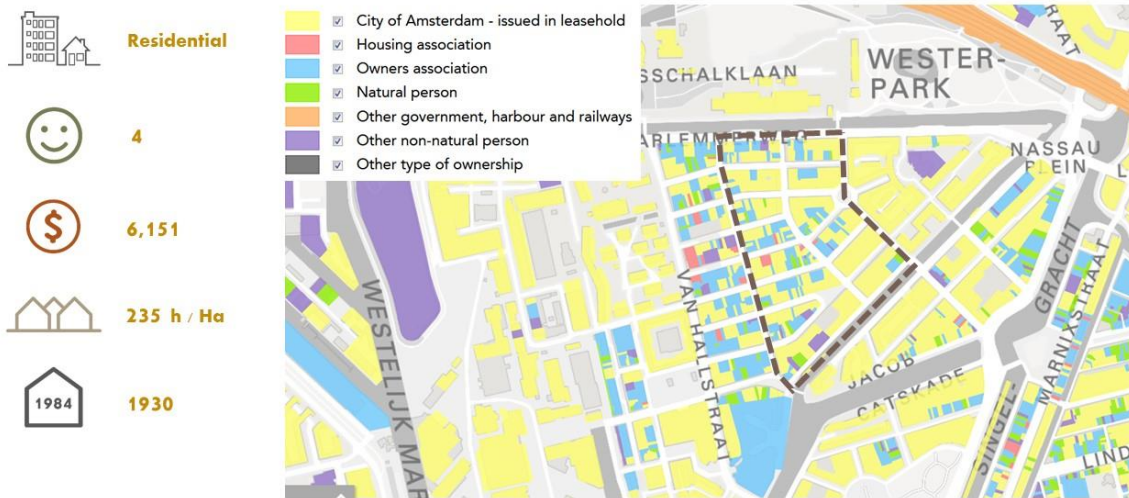 Residential
4
$
6,151
235 h / Ha
1984
1930
City of Amsterdam - issued in leasehold
Housing association
Owners association
Natural person
Other government, harbour and railways
Other non-natural person
Other type of ownership
SSCHALKLAAN
WESTER-
PARK
ARLEMMERWEG
NASSAU
PLEIN
VAN HALLSTRAAT
WESTELIJK MAR
GRACHT
MARNIXSTRAAT
JACOB
CATSKADE
SINGEL-
LIND
RAAT
L